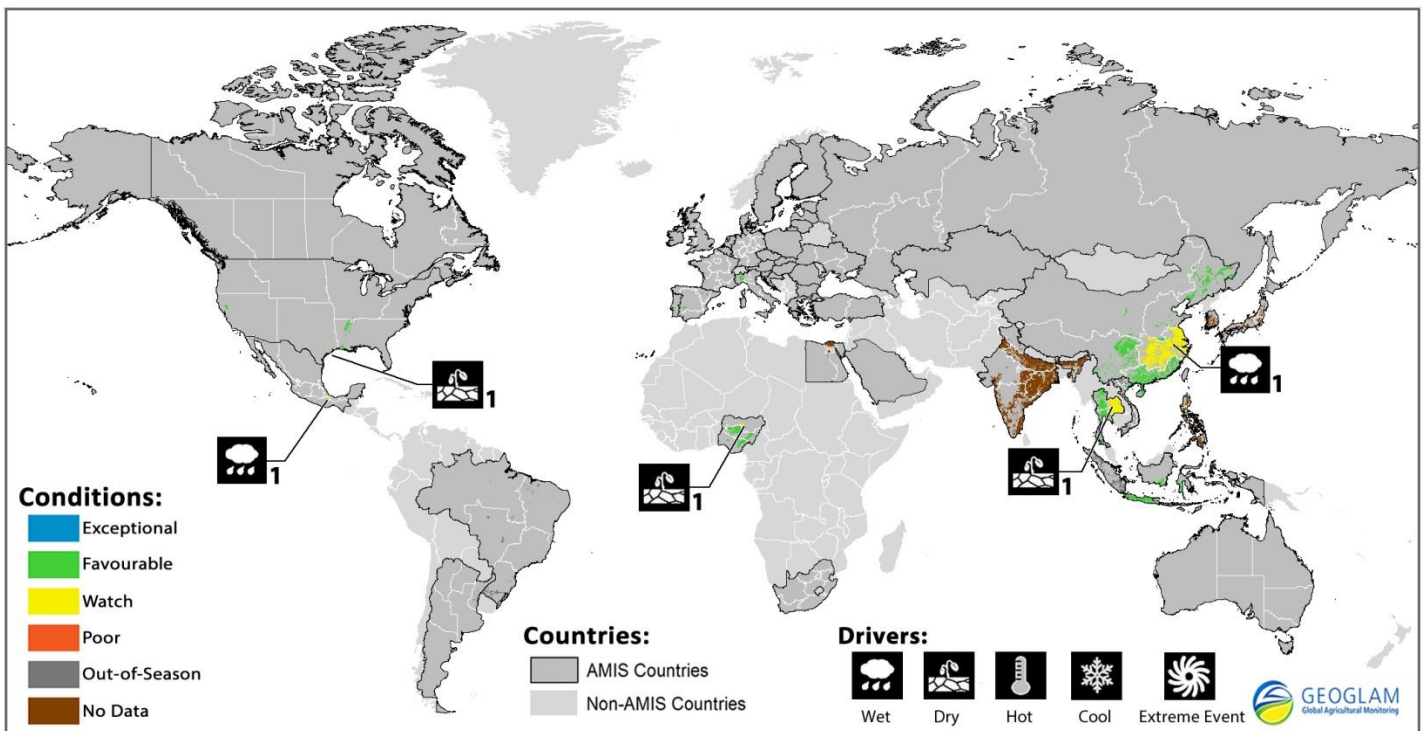 1
1
1
1
1
Conditions:
Exceptional
Favourable
Watch
Poor
Out-of-Season
No Data
Countries:
AMIS Countries
Non-AMIS Countries
Drivers:
Wet
Dry
Hot
Cool
Extreme Event
GEOGLAM
Global Agricultural Monitoring